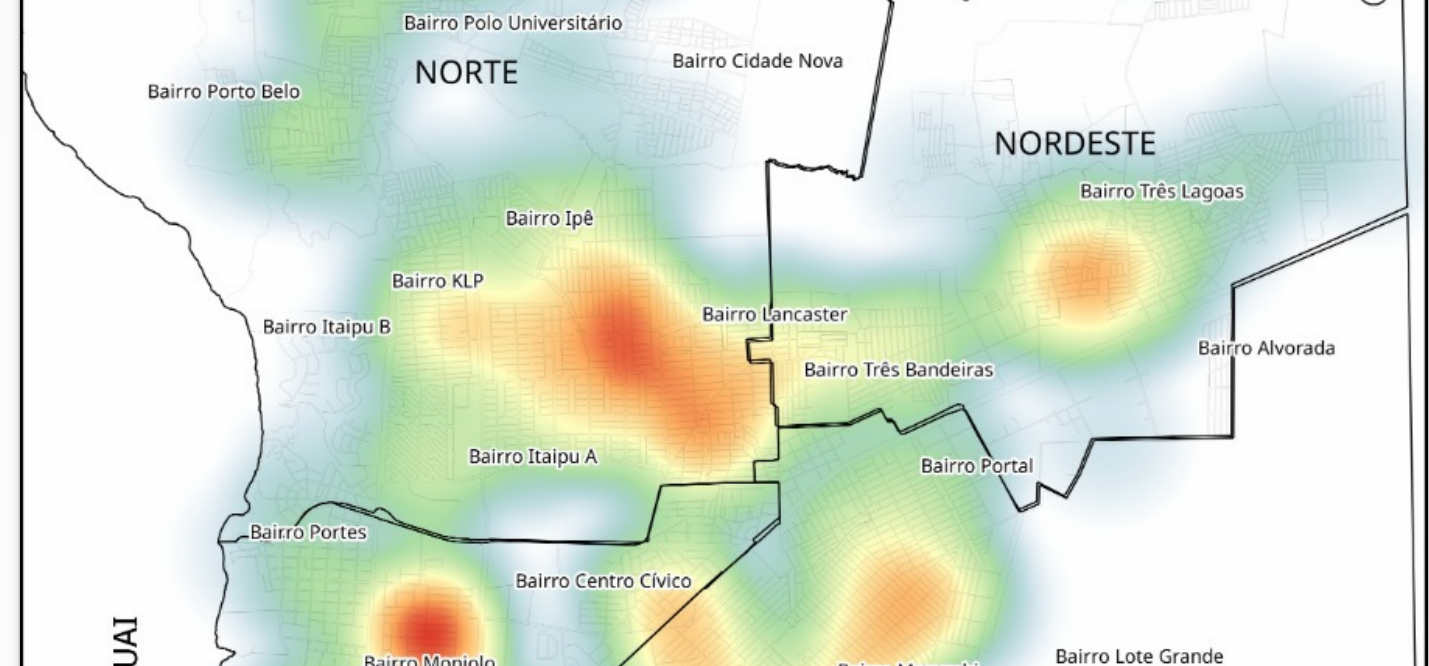 Bairro Polo Universitário
Bairro Cidade Nova
NORTE
Bairro Porto Belo
NORDESTE
Bairro Três Lagoas
Bairro Ipê
Bairro KLP
Bairro Lancaster
Bairro Itaipu B
Bairro Alvorada
Bairro Três Bandeiras
Bairro Itaipu A
Bairro Portal
Bairro Portes
Bairro Centro Cívico
UAI
Bairro Monjolo
Bairro Lote Grande